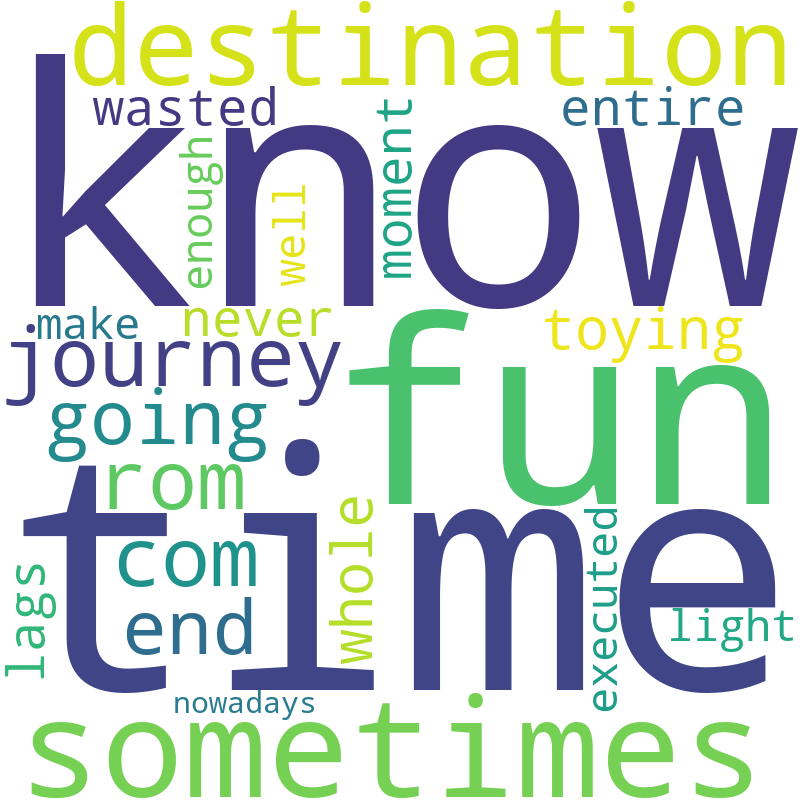 destination
wasted
entire
know
moment
enough
well
make
never
toying
journey
fun
going
rom
time
com
whole
end
lags
executed
light
nowadays
sometimes